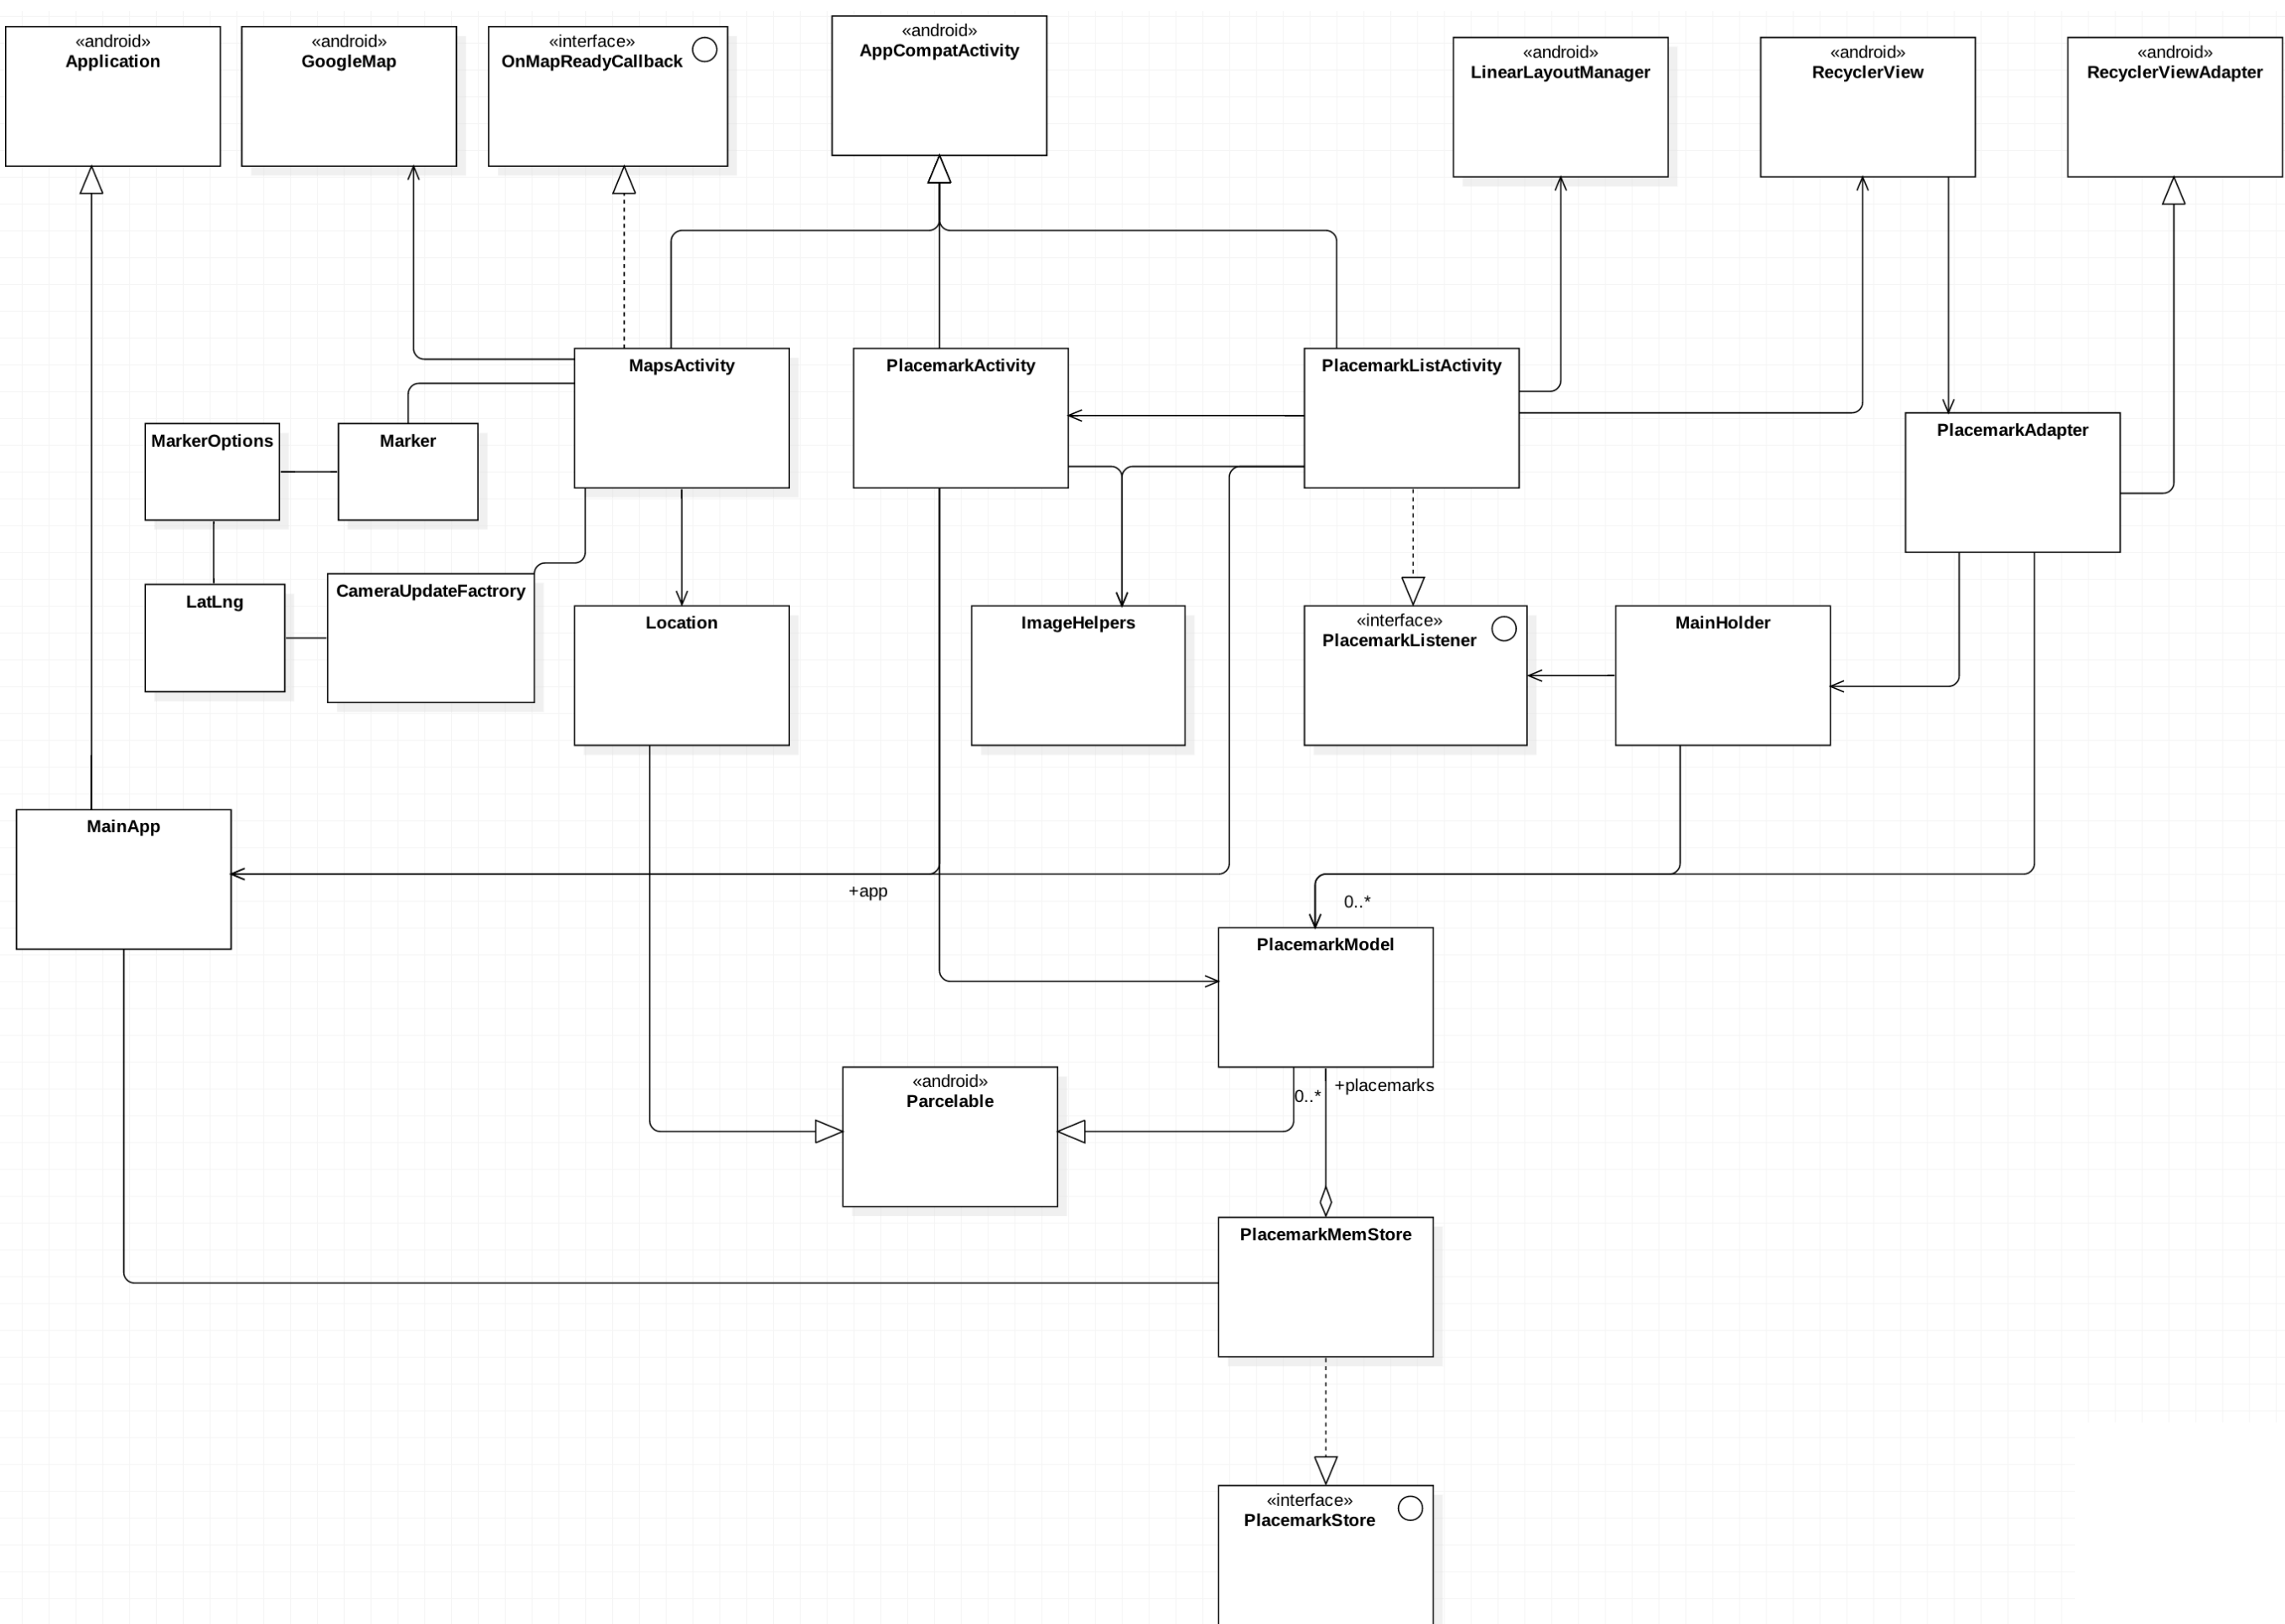 «android»
Application
«android»
GoogleMap
«interface»
OnMapReadyCallback
«android»
AppCompatActivity
«android»
LinearLayoutManager
«android»
RecyclerView
«android»
RecyclerViewAdapter
MapsActivity
PlacemarkActivity
PlacemarkListActivity
MarkerOptions
Marker
PlacemarkAdapter
LatLng
CameraUpdateFactrory
Location
ImageHelpers
«interface»
PlacemarkListener
MainHolder
MainApp
+app
0..*
PlacemarkModel
«android»
Parcelable
0..*
+placemarks
PlacemarkMemStore
«interface»
PlacemarkStore